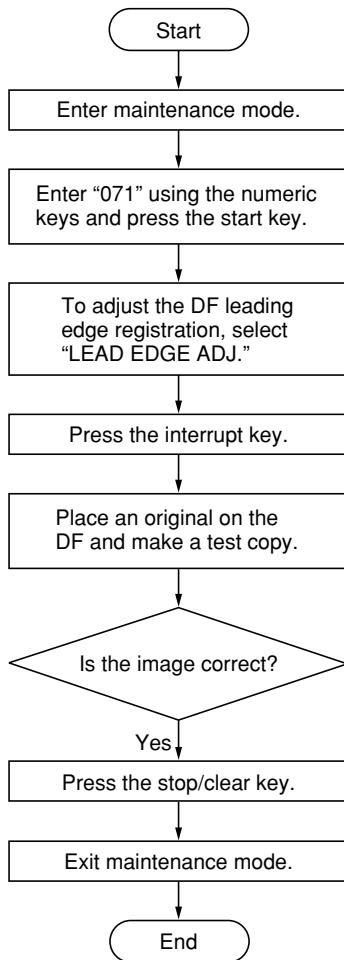 Start
Enter maintenance mode.
Enter “071” using the numeric
keys and press the start key.
To adjust the DF leading
edge registration, select
“LEAD EDGE ADJ.”
Press the interrupt key.
Place an original on the
DF and make a test copy.
Is the image correct?
Yes
Press the stop/clear key.
Exit maintenance mode.
End